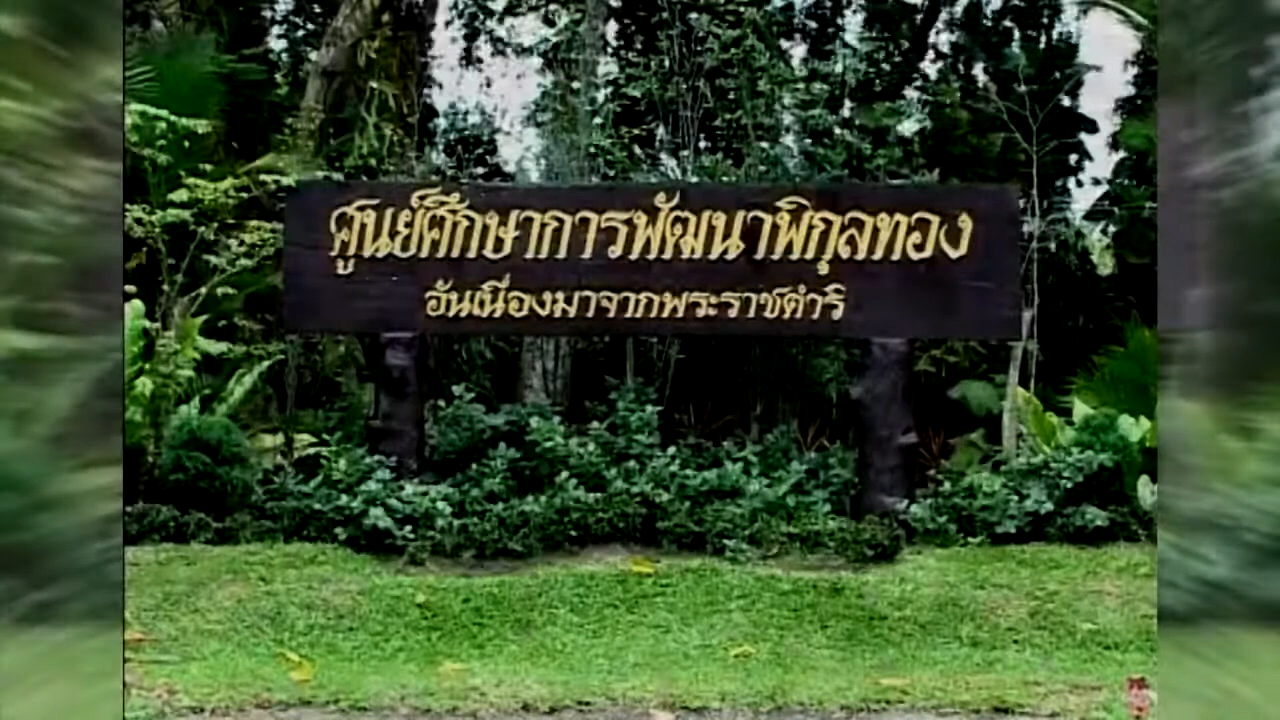 ศูนย์ศึกษาการพัฒนาพิกุลทอง
อันเนื่องมาจากพระราชดำริ